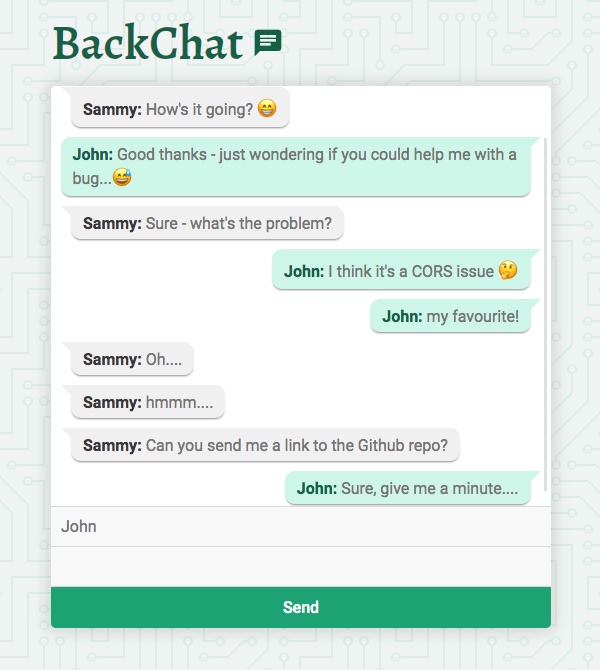 BackChat
Sammy: How's it going? 😁
John: Good thanks - just wondering if you could help me with a
bug...😅
Sammy: Sure - what's the problem?
John: I think it's a CORS issue 🤔
John: my favourite!
Sammy: Oh....
Sammy: hmmm....
Sammy: Can you send me a link to the Github repo?
John: Sure, give me a minute....
John
Send